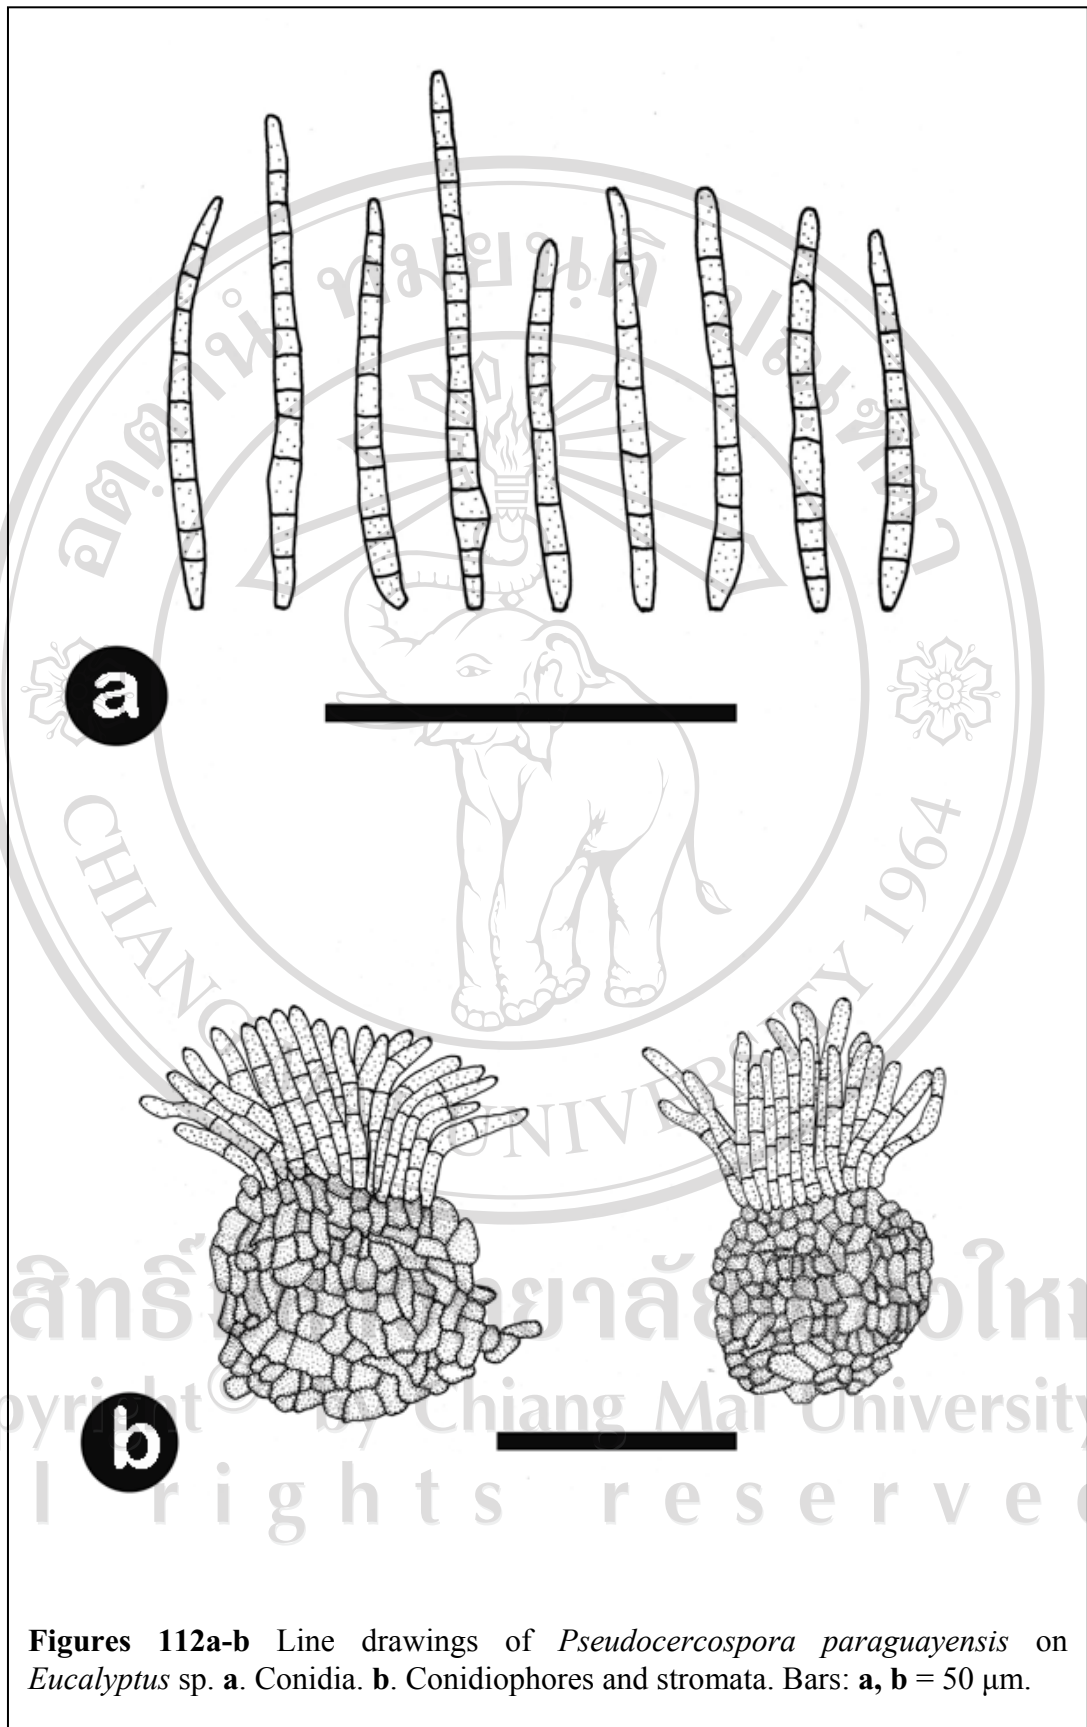 a
b
CHIANG UNIVERSITY 1964
Copyright© by Chiang Mai University
All rights reserved
Figures 112a-b Line drawings of Pseudocercospora paraguayensis on
Eucalyptus sp. a. Conidia. b. Conidiophores and stromata. Bars: a, b = 50 μm.